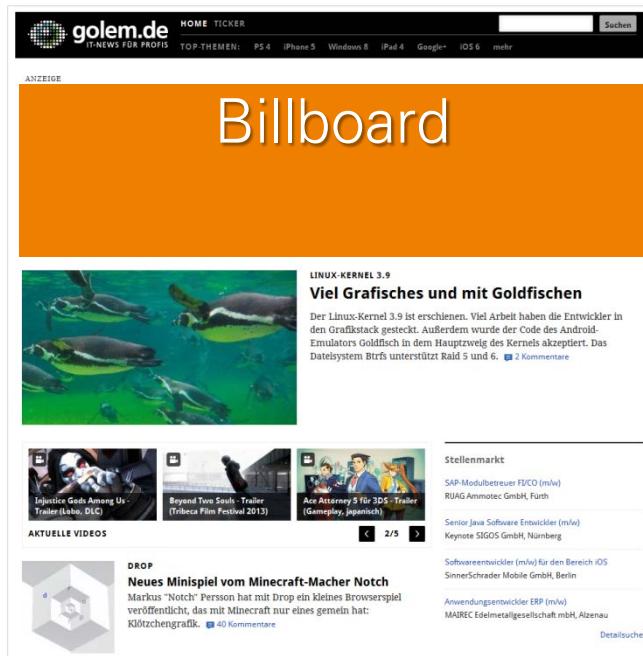 golem.de
IT-NEWS FÜR PROFIS
HOME TICKER
Suchen
TOP-THEMEN: PS 4 iPhone 5 Windows 8 iPad 4 Google+ iOS 6 mehr
ANZEIGE
Billboard
LINUX-KERNEL 3.9
Viel Grafisches und mit Goldfischen
Der Linux-Kernel 3.9 ist erschienen. Viel Arbeit haben die Entwickler in
den Grafikstack gesteckt. Außerdem wurde der Code des Android-
Emulators Goldfisch in dem Hauptzweig des Kernels akzeptiert. Das
Dateisystem Btrfs unterstützt Raid 5 und 6. 2 Kommentare
Injustice Gods Among Us -
Trailer (Lobo, DLC)
Beyond Two Souls - Trailer
(Tribeca Film Festival 2013)
Ace Attorney 5 für 3DS - Trailer
(Gameplay, japanisch)
AKTUELLE VIDEOS
2/5
DROP
Neues Minispiel vom Minecraft-Macher Notch
Markus "Notch" Persson hat mit Drop ein kleines Browserspiel
veröffentlicht, das mit Minecraft nur eines gemein hat:
Klötzchengrafik. 40 Kommentare
Stellenmarkt
SAP-Modulbetreuer FI/CO (m/w)
RUAG Ammotec GmbH, Fürth
Senior Java Software Entwickler (m/w)
Keynote SIGOS GmbH, Nürnberg
Softwareentwickler (m/w) für den Bereich iOS
SinnerSchrader Mobile GmbH, Berlin
Anwendungsentwickler ERP (m/w)
MAIREC Edelmetallgesellschaft mbH, Alzenau
Detailsuche